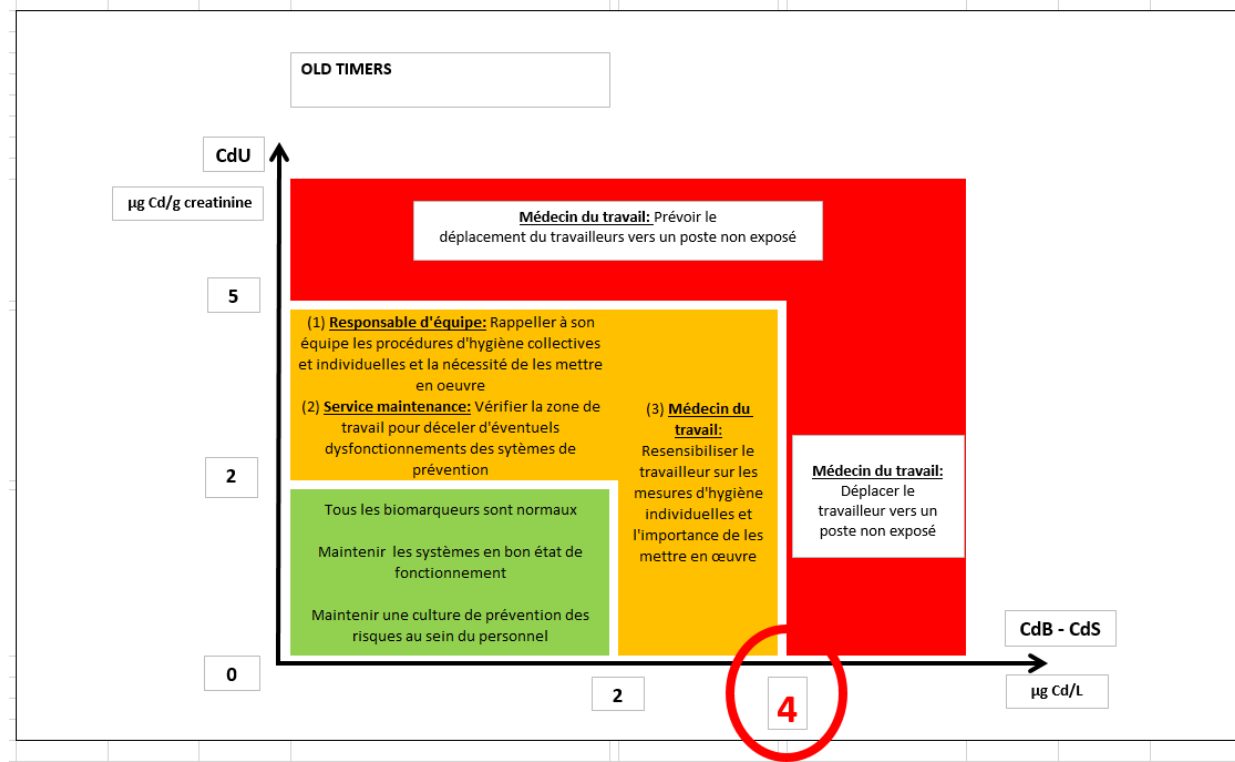 OLD TIMERS
CdU
µg Cd/g creatinine
Médecin du travail: Prévoir le
déplacement du travailleurs vers un poste non exposé
5
(1) Responsable d'équipe: Rappeller à son
équipe les procédures d'hygiène collectives
et individuelles et la nécessité de les mettre
en oeuvre
(2) Service maintenance: Vérifier la zone de
travail pour déceler d'éventuels
dysfonctionnements des sytèmes de
prévention
(3) Médecin du
travail:
Resensibiliser le
travailleur sur les
mesures d'hygiène
individuelles et
l'importance de les
mettre en œuvre
Médecin du travail:
Déplacer le
travailleur vers un
poste non exposé
2
Tous les biomarqueurs sont normaux
Maintenir les systèmes en bon état de
fonctionnement
Maintenir une culture de prévention des
risques au sein du personnel
0
2
4
CdB - CdS
µg Cd/L